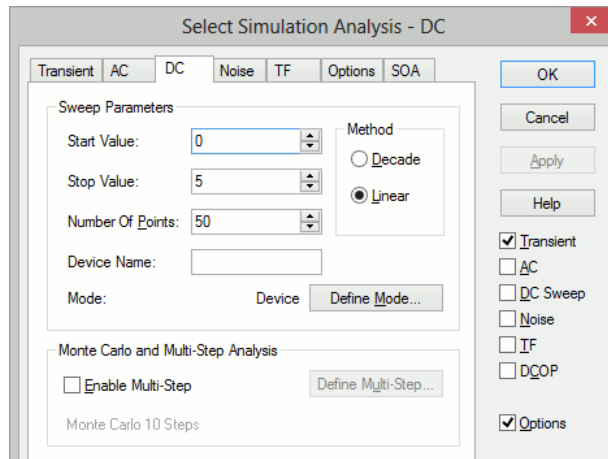 Select Simulation Analysis - DC
Transient AC DC Noise TF Options SOA
Sweep Parameters
Start Value: 0
Stop Value: 5
Number Of Points: 50
Device Name:
Mode: Device Define Mode...
Method
Decade
Linear
Monte Carlo and Multi-Step Analysis
Enable Multi-Step Define Multi-Step...
Monte Carlo 10 Steps
OK
Cancel
Apply
Help
Transient
AC
DC Sweep
Noise
TF
DCOP
Options